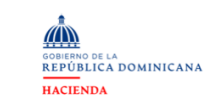 GOBIERNO DE LA
REPÚBLICA DOMINICANA
HACIENDA